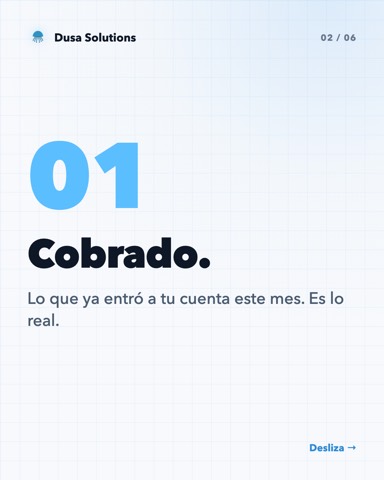 Dusa Solutions
02 / 06
01
Cobrado.
Lo que ya entró a tu cuenta este mes. Es lo
real.
Desliza →